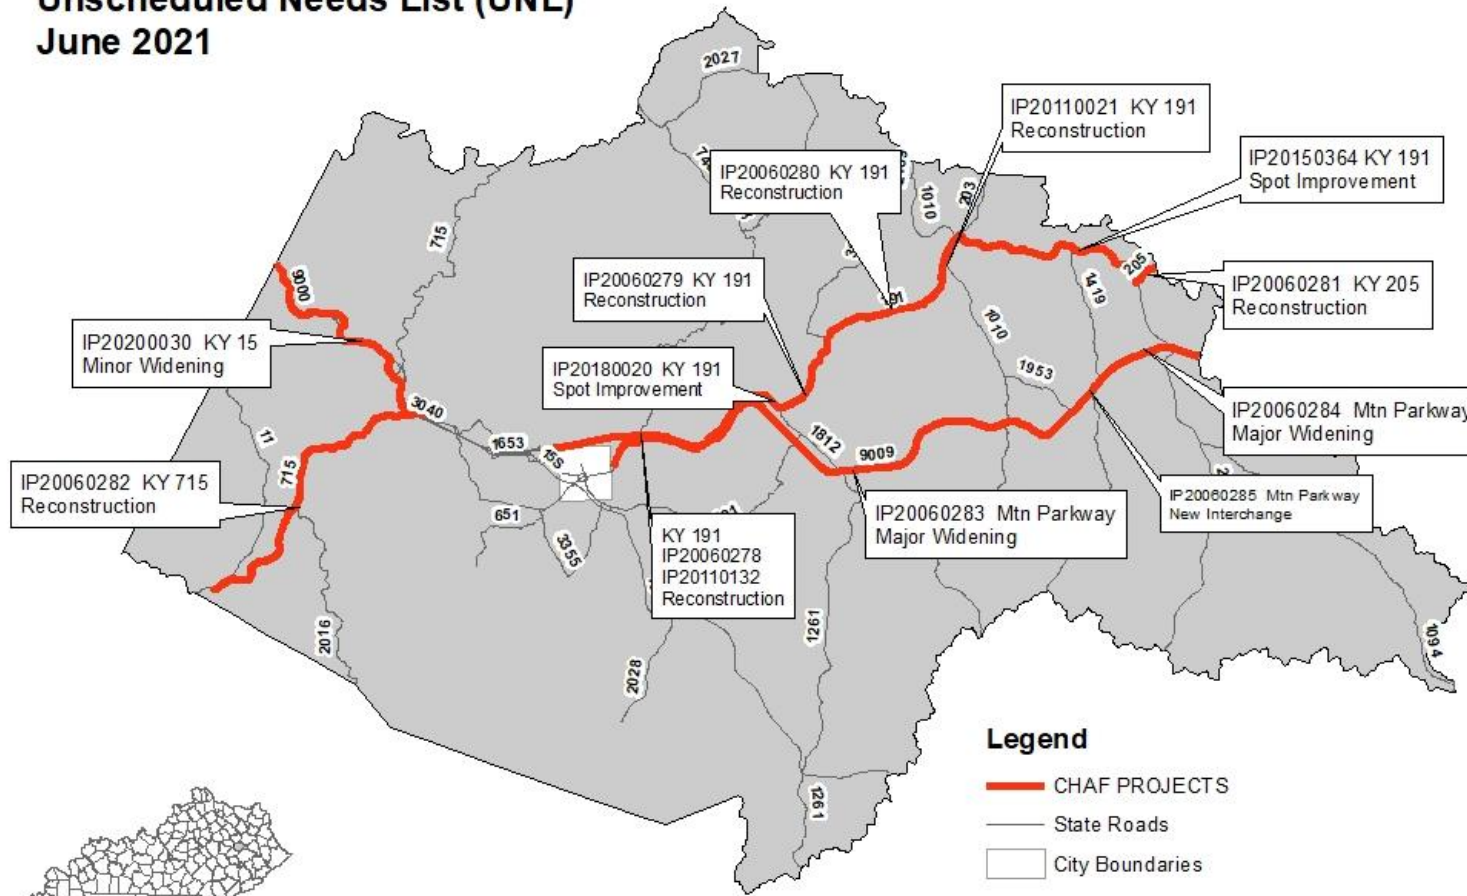 Unscheduled Needs List (UNL)
June 2021
2027
IP20110021 KY 191
Reconstruction
IP20150364 KY 191
Spot Improvement
IP20060280 KY 191
Reconstruction
1010
203
715
205
IP20060279 KY 191
Reconstruction
9000
1419
IP20060281 KY 205
Reconstruction
IP20200030 KY 15
Minor Widening
1010
IP20180020 KY 191
Spot Improvement
1953
3040
IP20060284 Mtn Parkway
Major Widening
11
1653
15S
1812
9009
715
IP20060282 KY 715
Reconstruction
IP20060285 Mtn Parkway
New Interchange
651
IP20060283 Mtn Parkway
Major Widening
3355
KY 191
IP20060278
IP20110132
Reconstruction
2016
1261
1094
2028
Legend
CHAF PROJECTS
1261
State Roads
City Boundaries